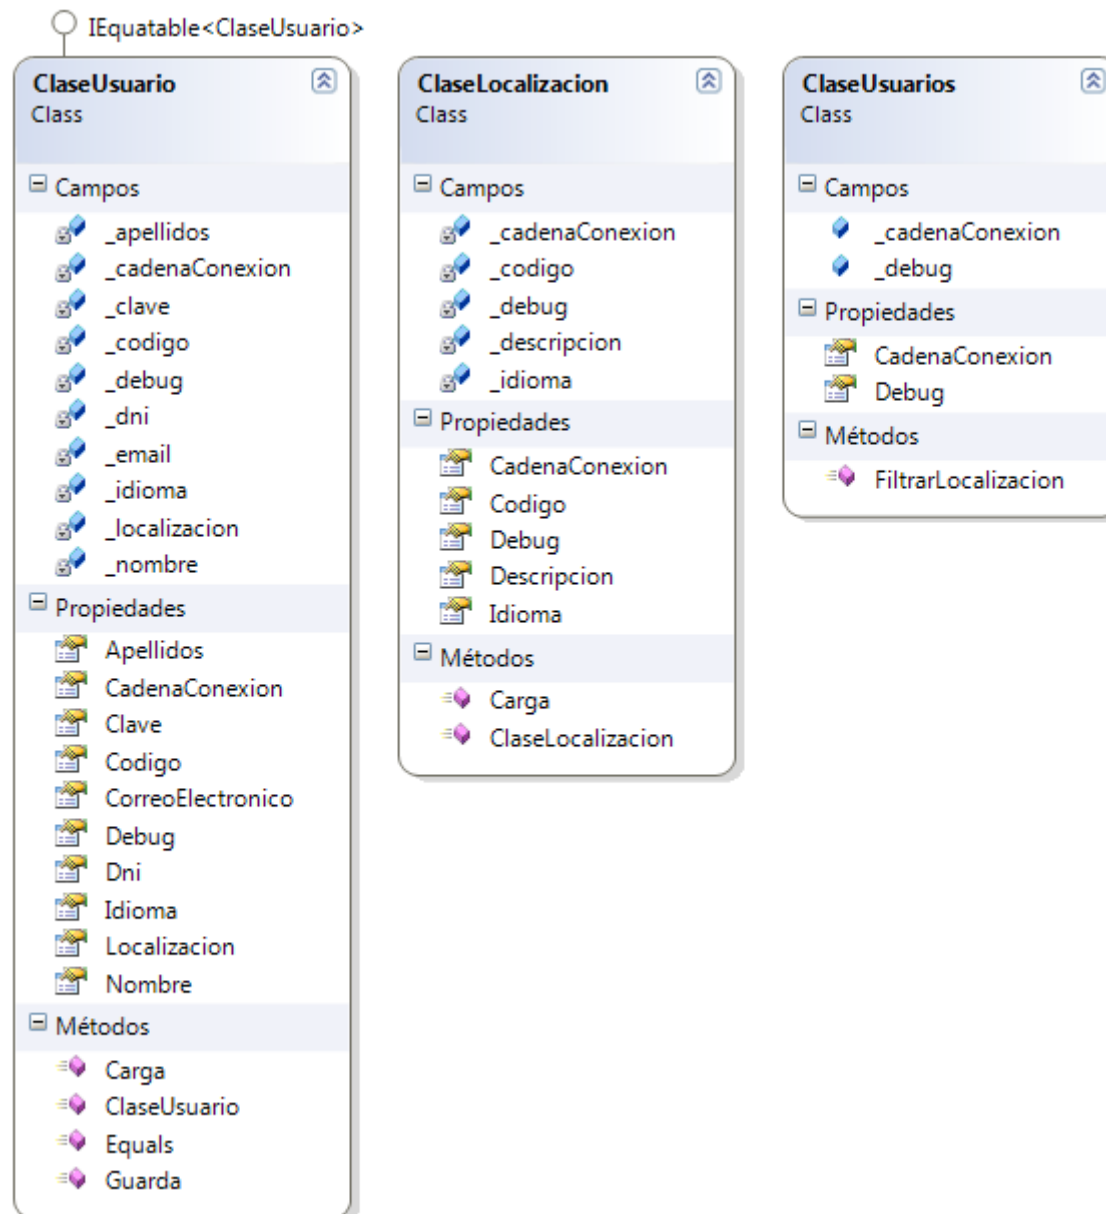 IEquatable<ClaseUsuario>
ClaseUsuario
Class
Campos
_apellidos
_cadenaConexion
_clave
_codigo
_debug
_dni
_email
_idioma
_localizacion
_nombre
Propiedades
Apellidos
CadenaConexion
Clave
Codigo
CorreoElectronico
Debug
Dni
Idioma
Localizacion
Nombre
Métodos
Carga
ClaseUsuario
Equals
Guarda
ClaseLocalizacion
Class
Campos
_cadenaConexion
_codigo
_debug
_descripcion
_idioma
Propiedades
CadenaConexion
Codigo
Debug
Descripcion
Idioma
Métodos
Carga
ClaseLocalizacion
ClaseUsuarios
Class
Campos
_cadenaConexion
_debug
Propiedades
CadenaConexion
Debug
Métodos
FiltrarLocalizacion